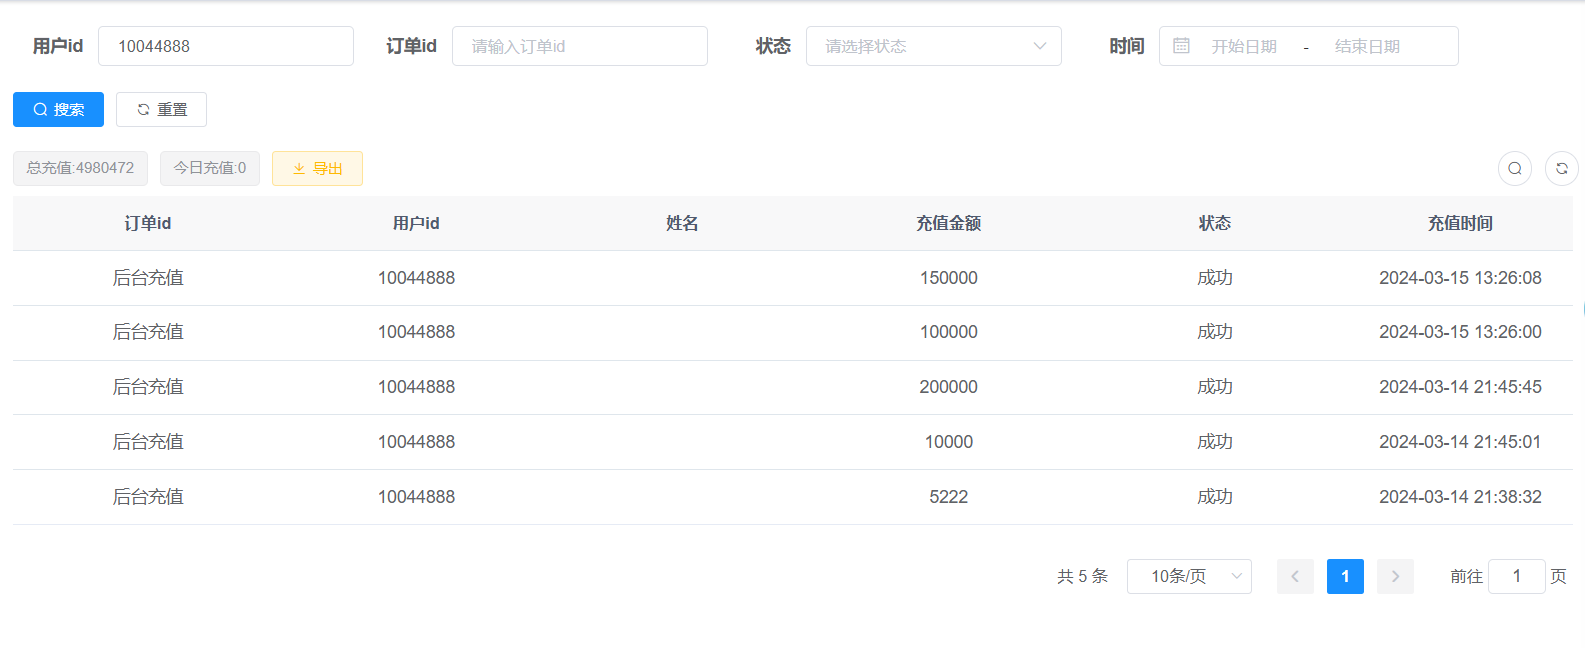 用户id 10044888 订单id 请输入订单id 状态 请选择状态 时间 开始日期 - 结束日期
搜索 重置
总充值:4980472 今日充值:0 导出
订单id 用户id 姓名 充值金额 状态 充值时间
后台充值 10044888 150000 成功 2024-03-15 13:26:08
后台充值 10044888 100000 成功 2024-03-15 13:26:00
后台充值 10044888 200000 成功 2024-03-14 21:45:45
后台充值 10044888 10000 成功 2024-03-14 21:45:01
后台充值 10044888 5222 成功 2024-03-14 21:38:32
共 5 条 10条/页 1 前往 1 页